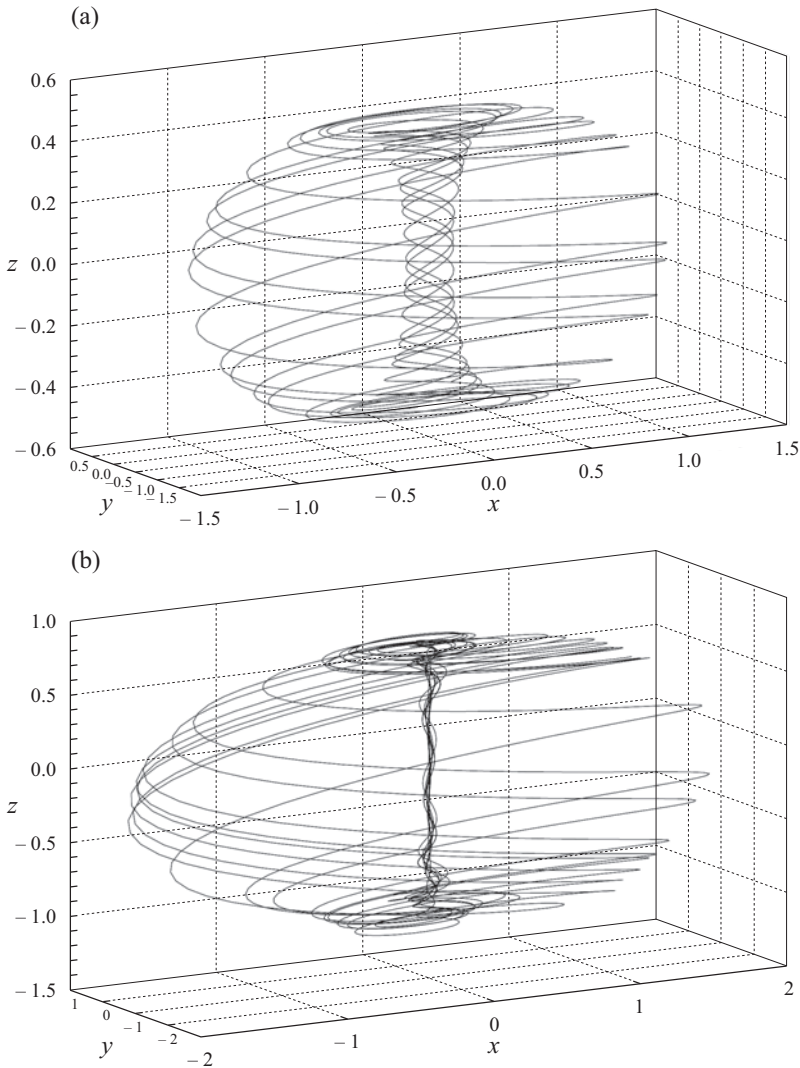 (a)
0.6
0.4
0.2
z 0.0
– 0.2
– 0.4
– 0.6
0.5 0.0 –0.5 – 1.0 – 1.5
y
– 1.5 – 1.0 – 0.5 0.0 0.5 1.0 1.5
x
(b)
1.0
0.5
0.0
z
– 0.5
– 1.0
– 1.5
1 0 – 1 – 2
y
– 2 – 1 0 1 2
x